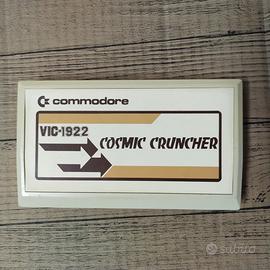 commodore
VIC-1922
COSMIC CRUNCHER
subito